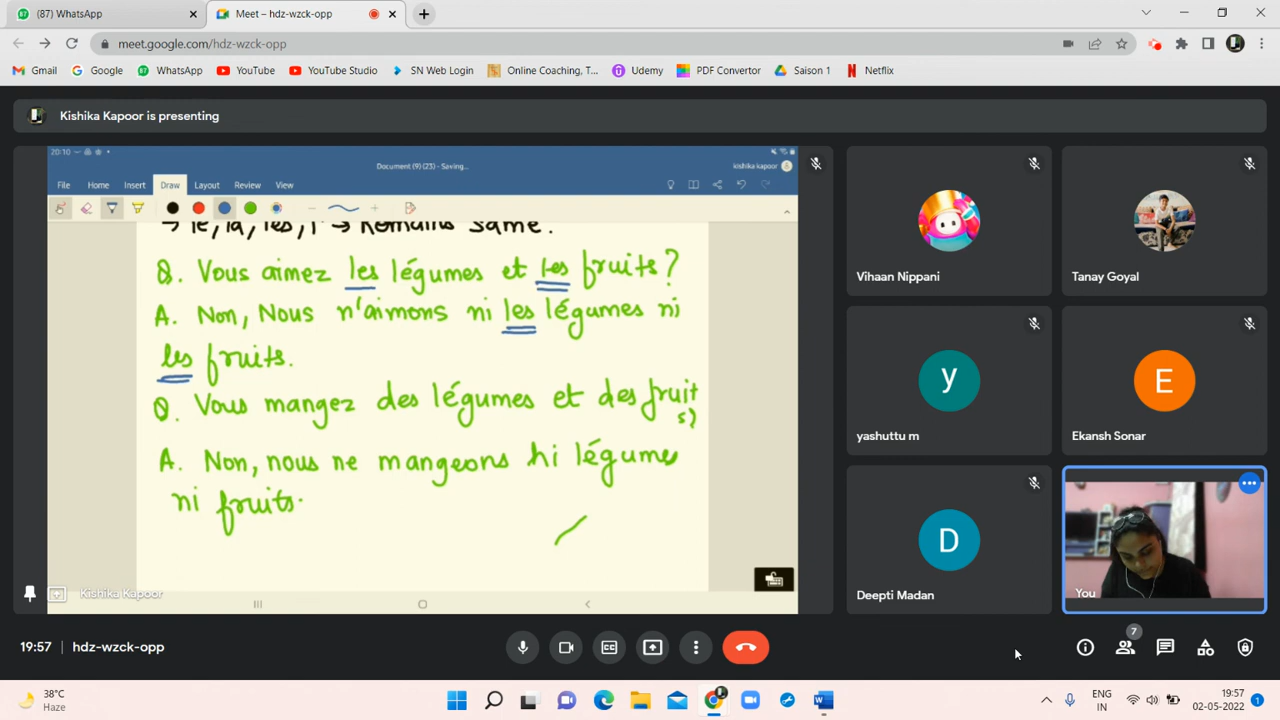 (87) WhatsApp
Meet – hdz-wzck-opp
meet.google.com/hdz-wzck-opp
Gmail Google WhatsApp YouTube YouTube Studio SN Web Login Online Coaching, T... Udemy PDF Convertor Saison 1 Netflix
Kishika Kapoor is presenting
20:10
Document (9) (23) - Saving...
kishika kapoor
File Home Insert Draw Layout Review View
→ le, la, les, l' → Remains same.
Q. Vous aimez les légumes et les fruits?
A. Non, Nous n'aimons ni les légumes ni
les fruits.
Q. Vous mangez des légumes et des fruit
s?
A. Non, nous ne mangeons ni légumes
ni fruits.
Kishika Kapoor
Vihaan Nippani
Tanay Goyal
y
yashuttu m
E
Ekansh Sonar
D
Deepti Madan
You
19:57 | hdz-wzck-opp
7
38°C
Haze
ENG
IN
19:57
02-05-2022
1